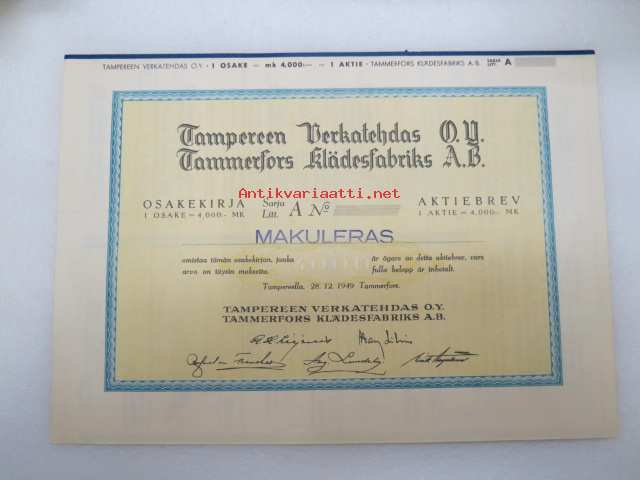 TAMPEREEN VERKATEHDAS O.Y. · 1 OSAKE — mk 4,000:— — 1 AKTIE · TAMMERFORS KLÄDESFABRIKS A.B. SARJA LITT. A
Tampereen Verkatehdas O.Y.
Tammerfors Klädesfabriks A.B.
Antikvariaatti.net
OSAKEKIRJA Sarja Litt. A No AKTIEBREV
1 OSAKE = 4,000:- MK 1 AKTIE = 4,000:- MK
MAKULERAS
omistaa tämän osakekirjan, jonka är ägare av detta aktiebrev, vars
arvo on täysin maksettu. fulla belopp är inbetalt.
Tampereella, 28.12.1949 Tammerfors.
TAMPEREEN VERKATEHDAS O.Y.
TAMMERFORS KLÄDESFABRIKS A.B.